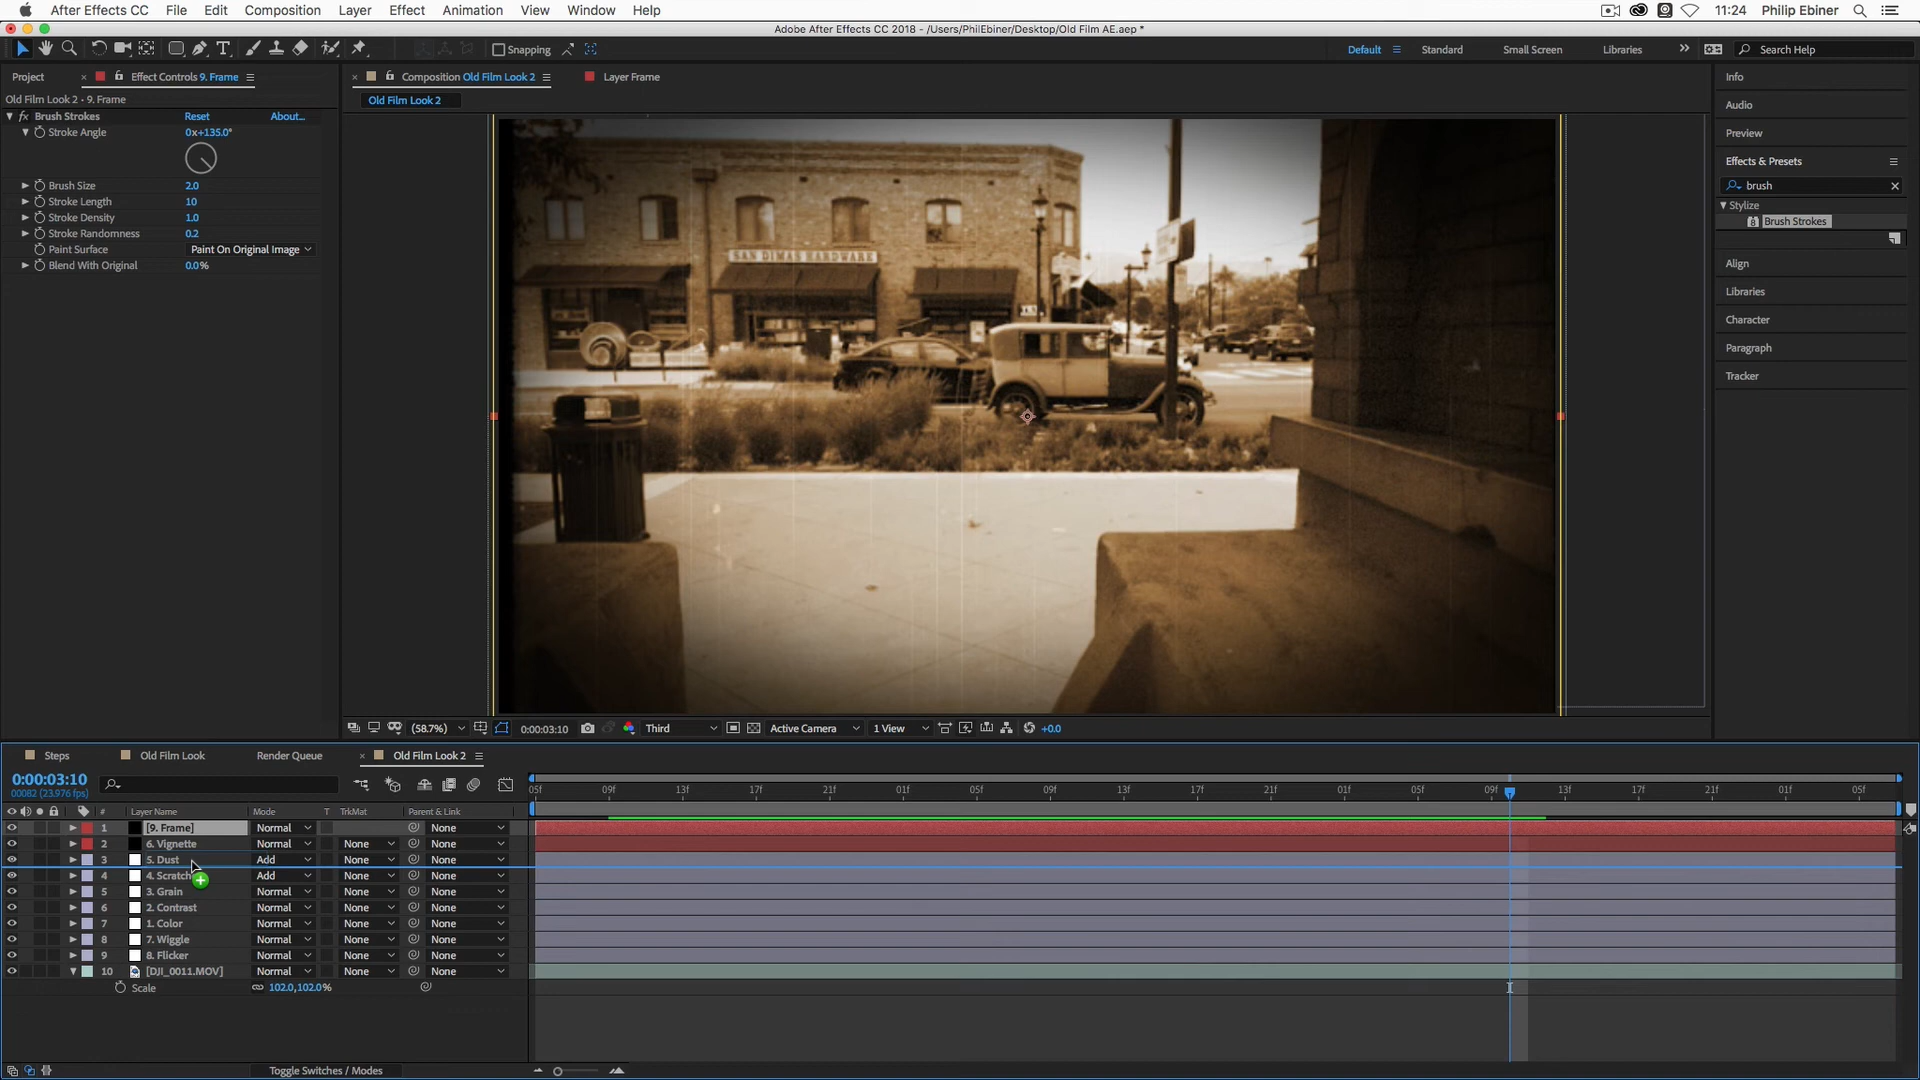 After Effects CC File Edit Composition Layer Effect Animation View Window Help
11:24 Philip Ebiner
Adobe After Effects CC 2018 - /Users/PhilEbiner/Desktop/Old Film AE.aep *
Snapping
Default Standard Small Screen Libraries Search Help
Project Effect Controls 9. Frame
Composition Old Film Look 2 Layer Frame
Info
Old Film Look 2 • 9. Frame
Old Film Look 2
Audio
Brush Strokes Reset About...
Stroke Angle 0x+135.0°
Preview
Effects & Presets
Brush Size 2.0
brush
Stroke Length 10
Stylize
Stroke Density 1.0
Brush Strokes
Stroke Randomness 0.2
Paint Surface Paint On Original Image
SAN DIMAS HARDWARE
Blend With Original 0.0%
Align
Libraries
Character
Paragraph
Tracker
(58.7%) 0:00:03:10 Third Active Camera 1 View +0.0
Steps Old Film Look Render Queue Old Film Look 2
0:00:03:10
00082 (23.976 fps)
05f 09f 13f 17f 21f 01f 05f 09f 13f 17f 21f 01f 05f 09f 13f 17f 21f 01f 05f
# Layer Name Mode T TrkMat Parent & Link
1 [9. Frame] Normal None
2 6. Vignette Normal None None
3 5. Dust Add None None
4 4. Scratch Add None None
5 3. Grain Normal None None
6 2. Contrast Normal None None
7 1. Color Normal None None
8 7. Wiggle Normal None None
9 8. Flicker Normal None None
10 [DJI_0011.MOV] Normal None None
Scale 102.0,102.0%
Toggle Switches / Modes